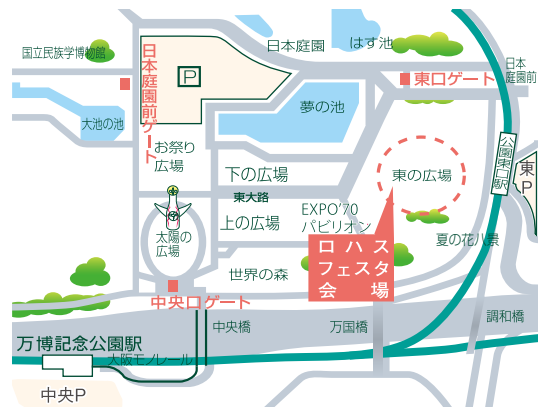 日本庭園
はす池
国立民族学博物館
日本庭園前ゲート
P
東口ゲート
日本
庭園前
夢の池
大池の池
お祭り
広場
公園東口駅
東
P
下の広場
東の広場
東大路
EXPO'70
パビリオン
上の広場
太陽の
広場
夏の花八景
ロハス
フェスタ
会場
世界の森
中央口ゲート
中央橋
万国橋
調和橋
万博記念公園駅
大阪モノレール
中央P